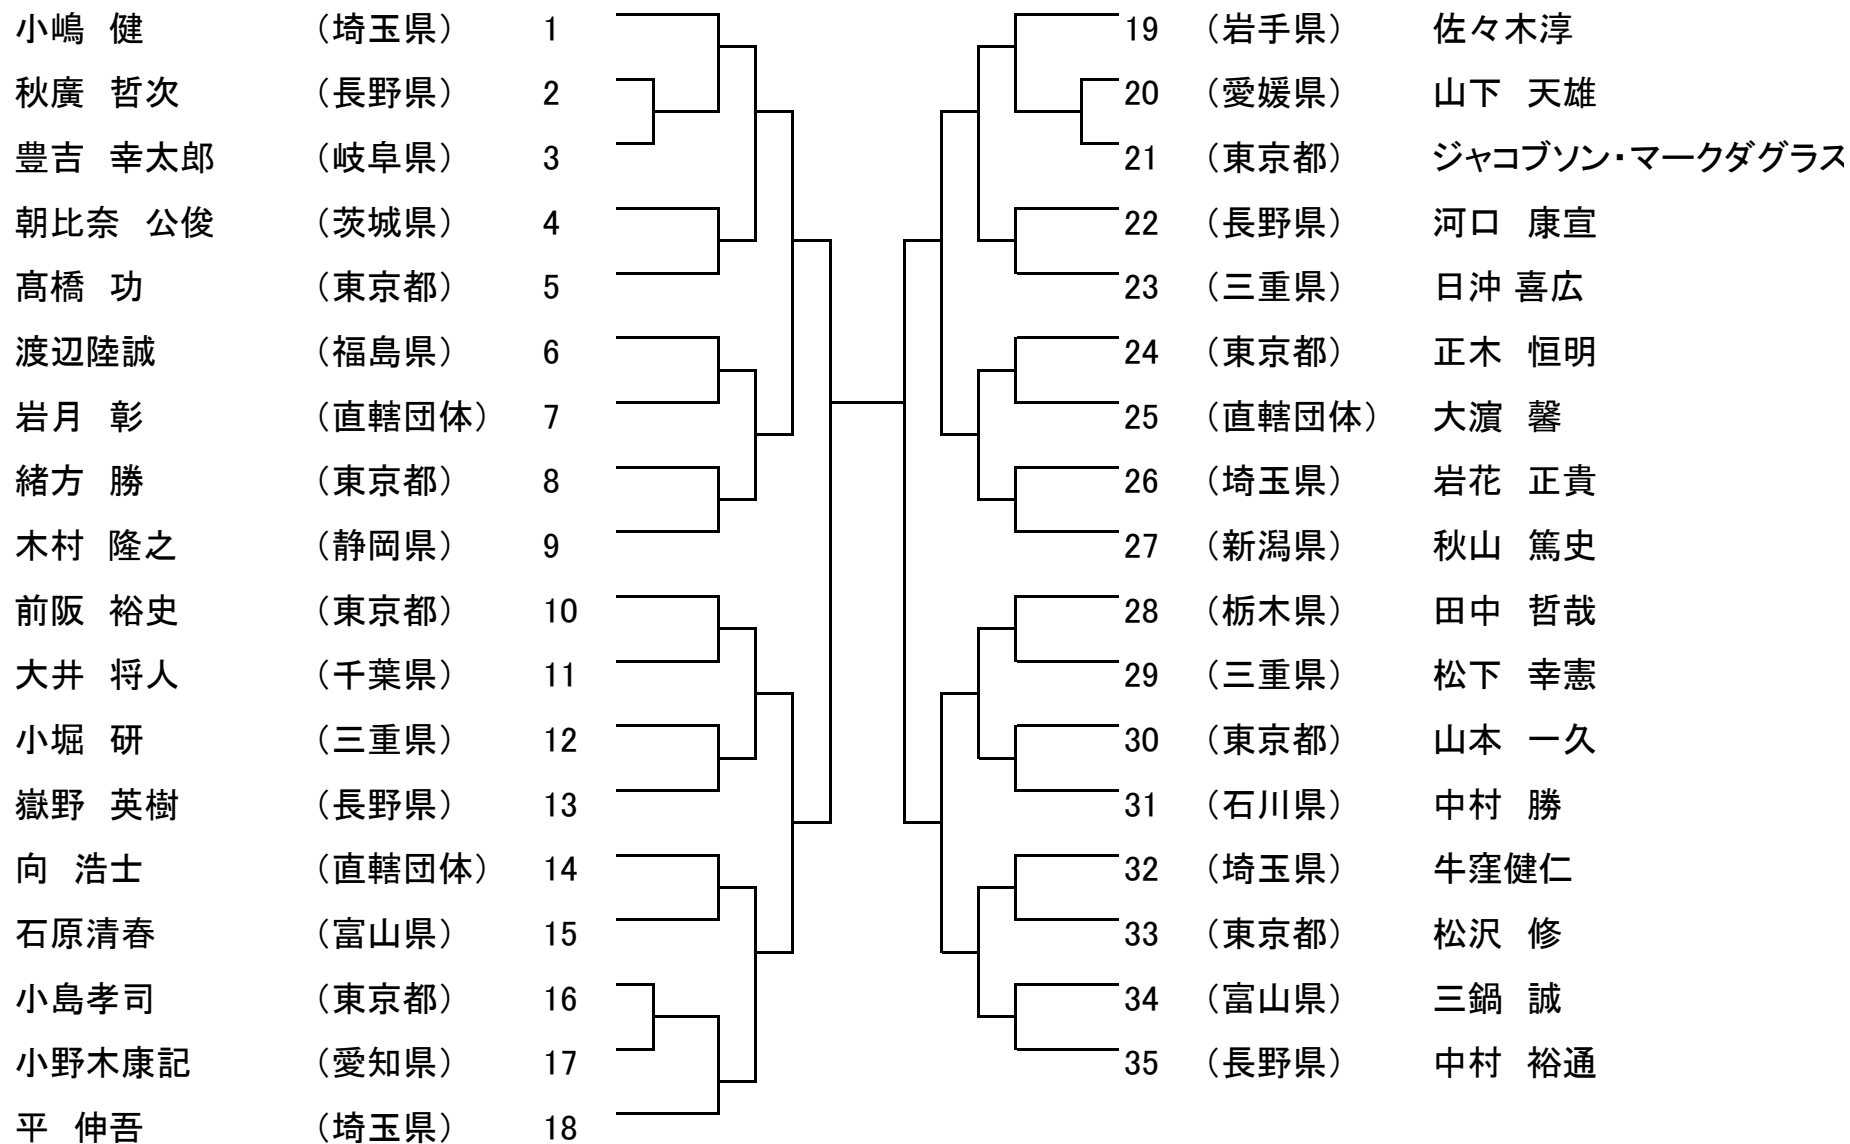 小嶋 健 （埼玉県） 1
秋廣 哲次 （長野県） 2
豊吉 幸太郎 （岐阜県） 3
朝比奈 公俊 （茨城県） 4
髙橋 功 （東京都） 5
渡辺陸誠 （福島県） 6
岩月 彰 （直轄団体） 7
緒方 勝 （東京都） 8
木村 隆之 （静岡県） 9
前阪 裕史 （東京都） 10
大井 将人 （千葉県） 11
小堀 研 （三重県） 12
嶽野 英樹 （長野県） 13
向 浩士 （直轄団体） 14
石原清春 （富山県） 15
小島孝司 （東京都） 16
小野木康記 （愛知県） 17
平 伸吾 （埼玉県） 18
19 （岩手県） 佐々木淳
20 （愛媛県） 山下 天雄
21 （東京都） ジャコブソン・マークダグラス
22 （長野県） 河口 康宣
23 （三重県） 日沖 喜広
24 （東京都） 正木 恒明
25 （直轄団体） 大濵 馨
26 （埼玉県） 岩花 正貴
27 （新潟県） 秋山 篤史
28 （栃木県） 田中 哲哉
29 （三重県） 松下 幸憲
30 （東京都） 山本 一久
31 （石川県） 中村 勝
32 （埼玉県） 牛窪健仁
33 （東京都） 松沢 修
34 （富山県） 三鍋 誠
35 （長野県） 中村 裕通